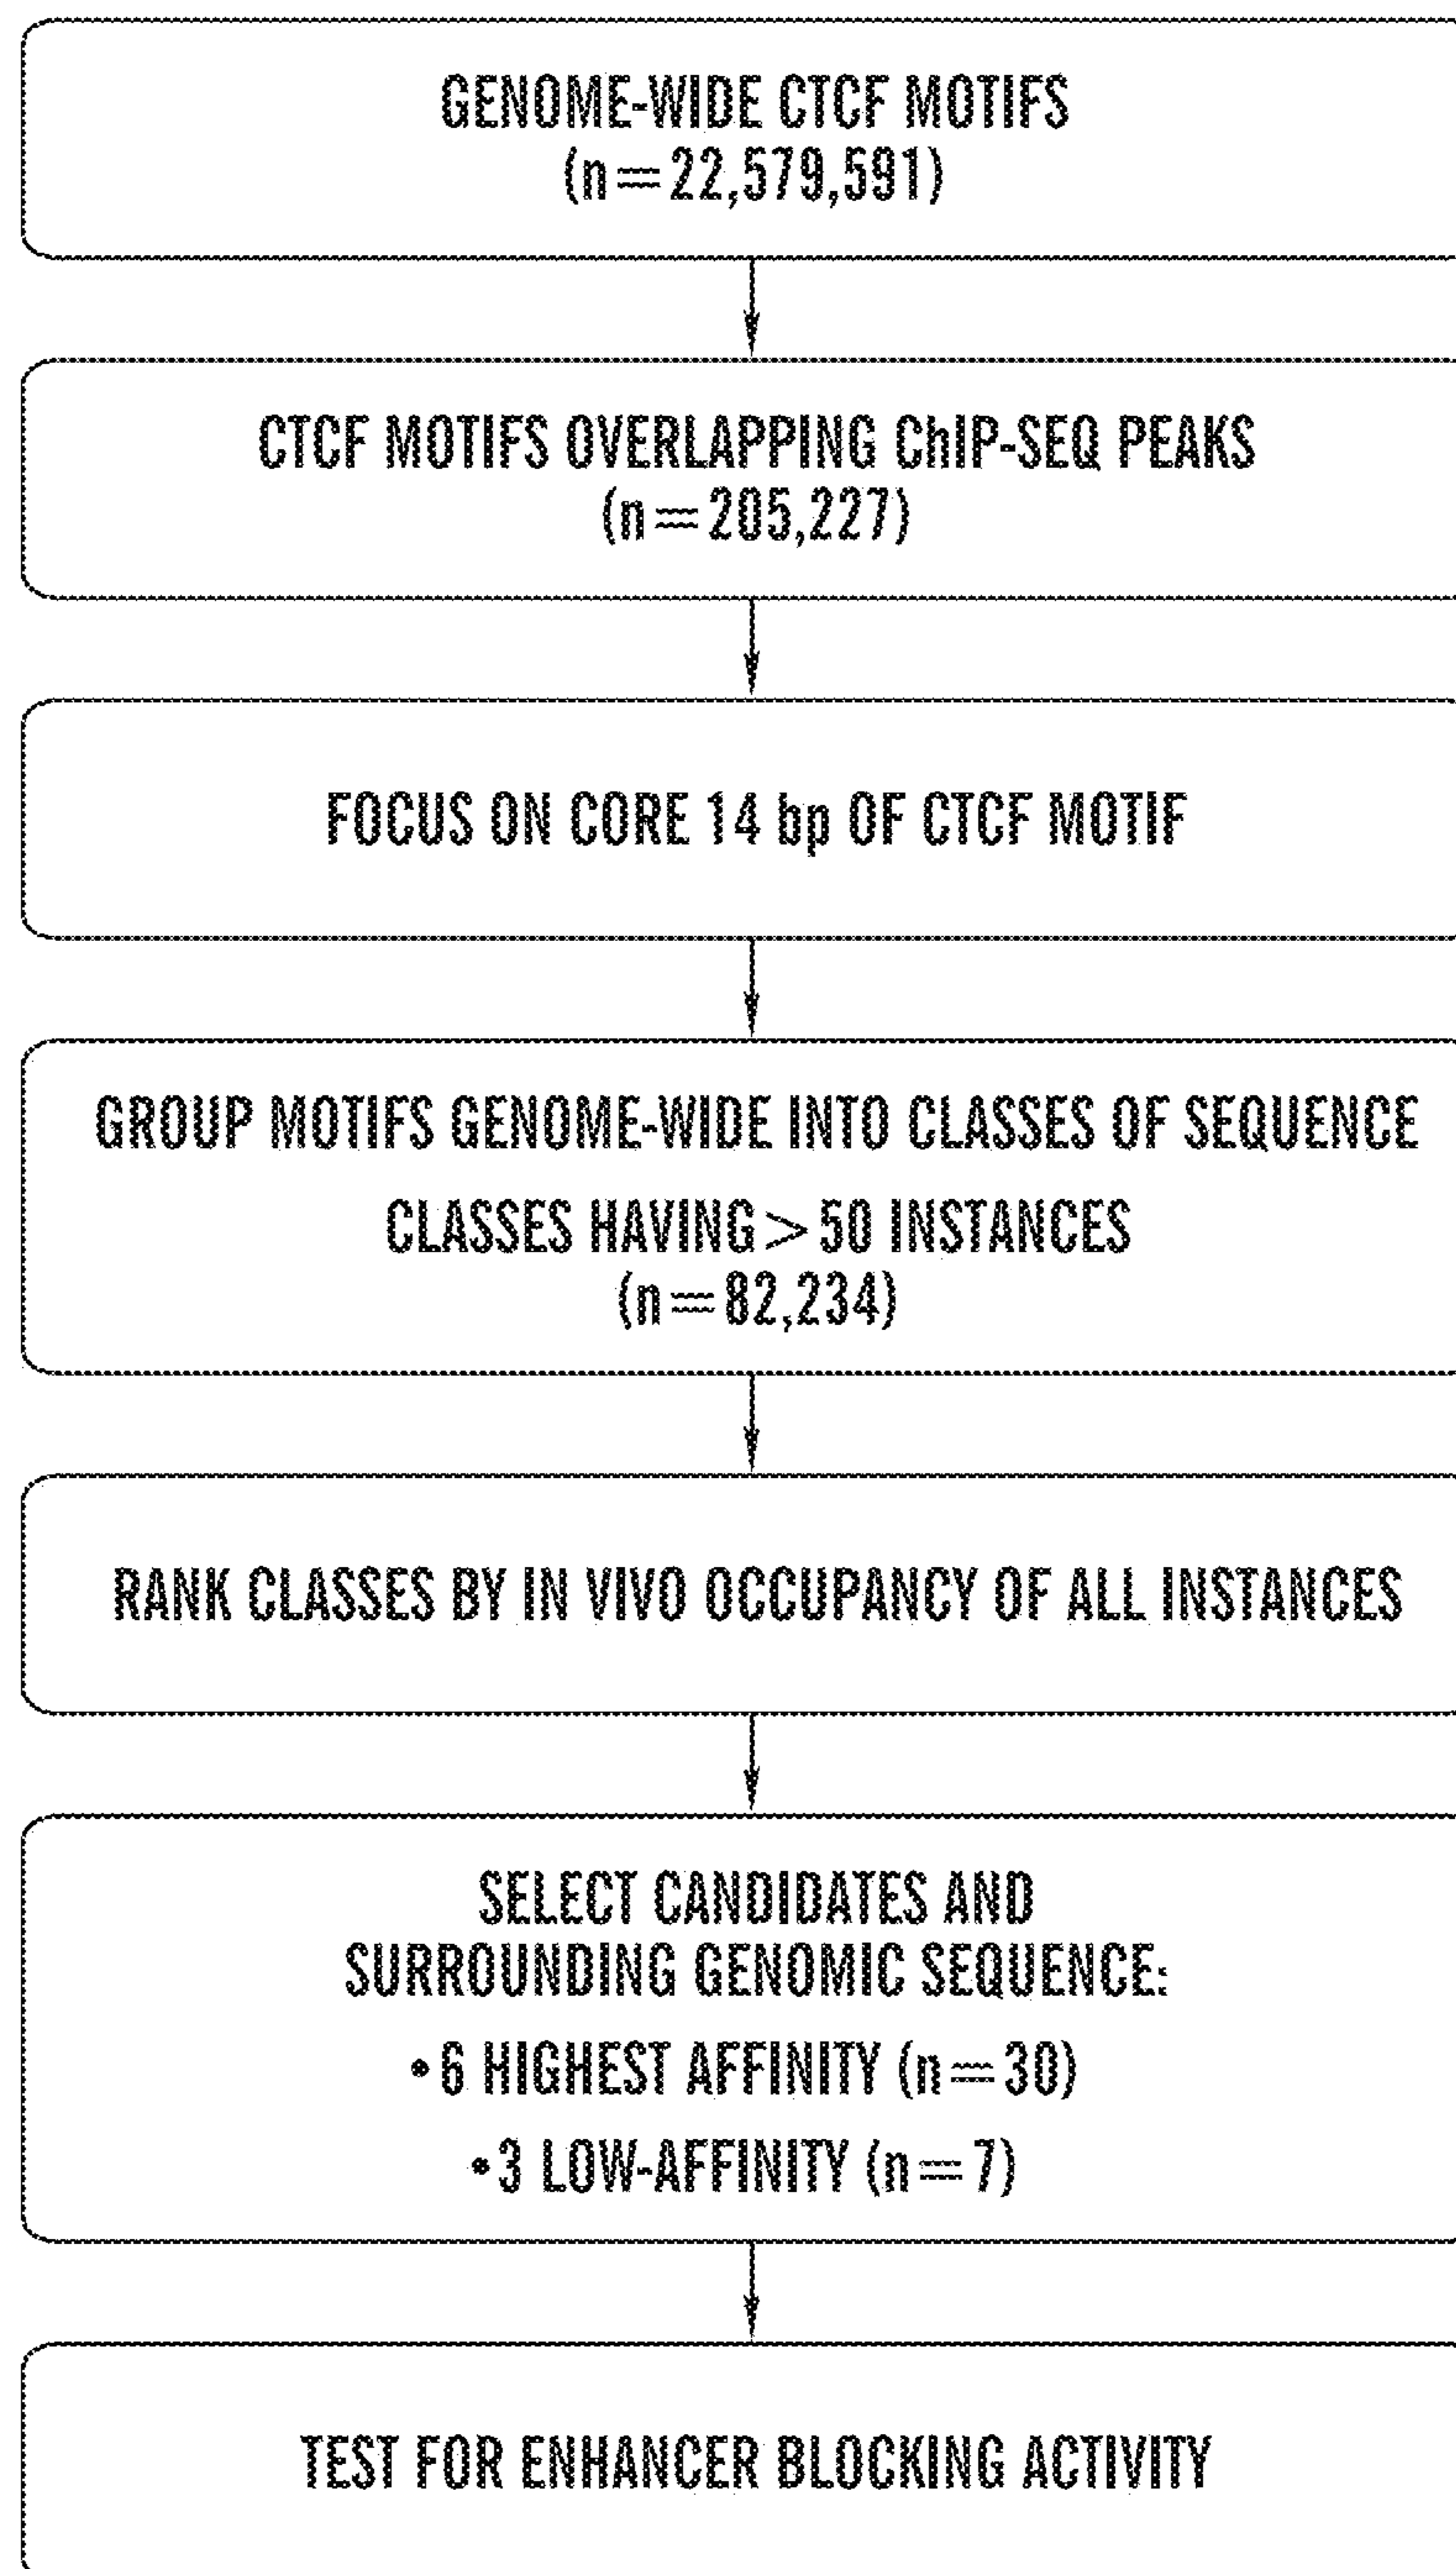 GENOME-WIDE CTCF MOTIFS
(n=22,579,591)
CTCF MOTIFS OVERLAPPING ChIP-SEQ PEAKS
(n=205,227)
FOCUS ON CORE 14 bp OF CTCF MOTIF
GROUP MOTIFS GENOME-WIDE INTO CLASSES OF SEQUENCE
CLASSES HAVING > 50 INSTANCES
(n=82,234)
RANK CLASSES BY IN VIVO OCCUPANCY OF ALL INSTANCES
SELECT CANDIDATES AND
SURROUNDING GENOMIC SEQUENCE:
•6 HIGHEST AFFINITY (n=30)
•3 LOW-AFFINITY (n=7)
TEST FOR ENHANCER BLOCKING ACTIVITY